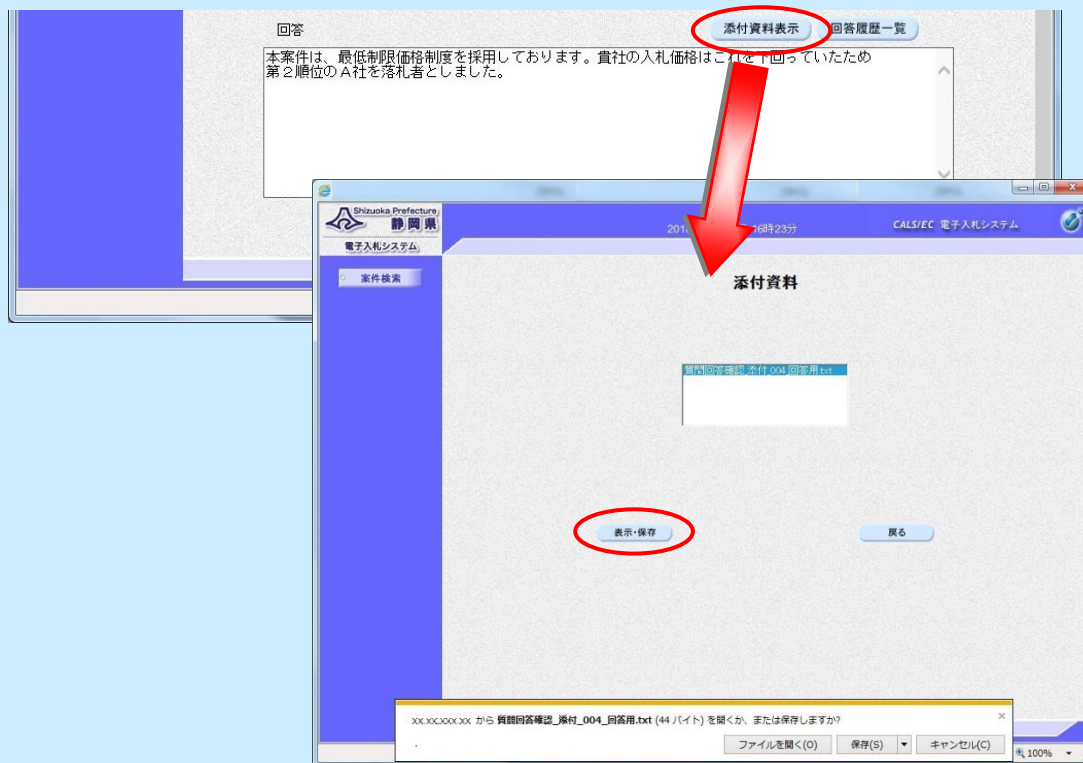 回答
添付資料表示
回答履歴一覧
本案件は、最低制限価格制度を採用しております。貴社の入札価格はこれを下回っていたため
第2順位のA社を落札者としました。
Shizuoka Prefecture
静岡県
電子入札システム
16時23分
CALS/EC 電子入札システム
案件検索
添付資料
質問回答確認_添付_004_回答用.txt
表示・保存
戻る
xx.xx.xxx.xx から 質問回答確認_添付_004_回答用.txt (44 バイト) を開くか、または保存しますか?
ファイルを開く(O)
保存(S)
キャンセル(C)
100%